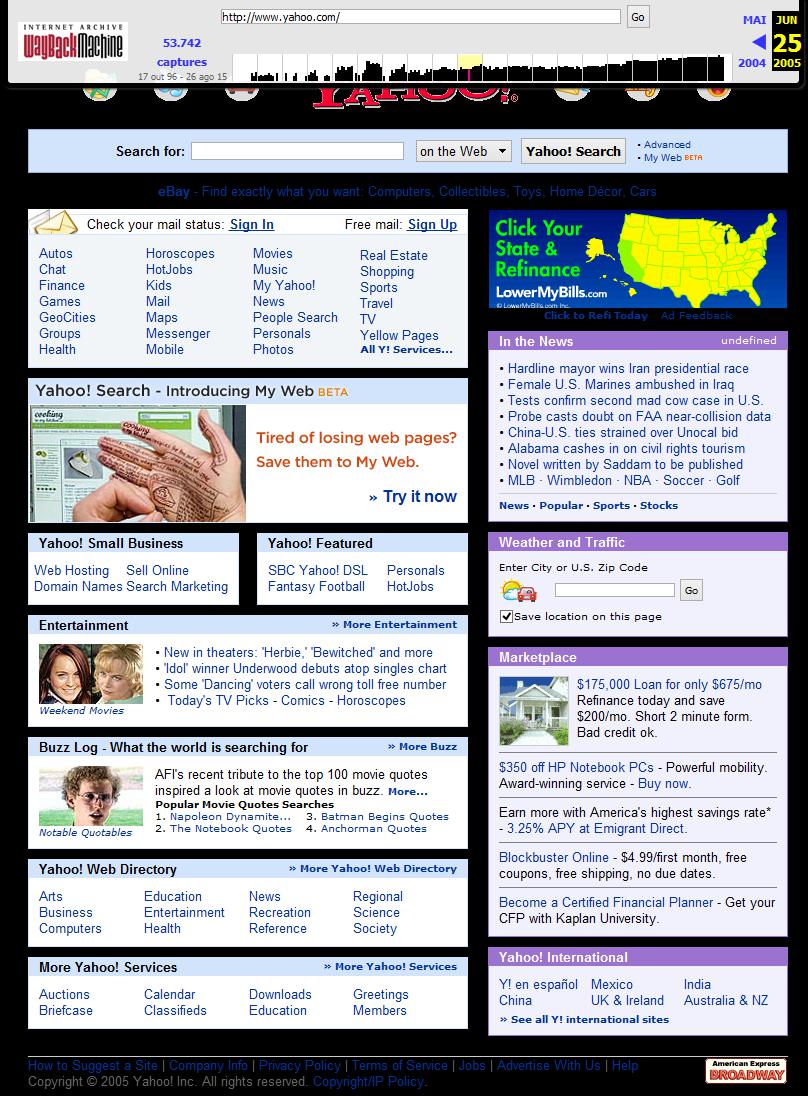 INTERNET ARCHIVE
WayBackMachine
http://www.yahoo.com/
Go
53.742
captures
17 out 96 - 26 ago 15
MAI
JUN
25
2004
2005
YAHOO!®
Search for:
on the Web
Yahoo! Search
• Advanced
• My Web BETA
eBay - Find exactly what you want: Computers, Collectibles, Toys, Home Décor, Cars
Check your mail status: Sign In
Free mail: Sign Up
Autos Horoscopes Movies Real Estate
Chat HotJobs Music Shopping
Finance Kids My Yahoo! Sports
Games Mail News Travel
GeoCities Maps People Search TV
Groups Messenger Personals Yellow Pages
Health Mobile Photos All Y! Services...
Yahoo! Search - Introducing My Web BETA
cooking
Tired of losing web pages?
Save them to My Web.
» Try it now
Yahoo! Small Business
Web Hosting Sell Online
Domain Names Search Marketing
Yahoo! Featured
SBC Yahoo! DSL Personals
Fantasy Football HotJobs
Entertainment
» More Entertainment
• New in theaters: 'Herbie,' 'Bewitched' and more
• 'Idol' winner Underwood debuts atop singles chart
• Some 'Dancing' voters call wrong toll free number
• Today's TV Picks - Comics - Horoscopes
Weekend Movies
Buzz Log - What the world is searching for
» More Buzz
AFI's recent tribute to the top 100 movie quotes
inspired a look at movie quotes in buzz. More...
Popular Movie Quotes Searches
1. Napoleon Dynamite... 3. Batman Begins Quotes
2. The Notebook Quotes 4. Anchorman Quotes
Notable Quotables
Yahoo! Web Directory
» More Yahoo! Web Directory
Arts Education News Regional
Business Entertainment Recreation Science
Computers Health Reference Society
More Yahoo! Services
» More Yahoo! Services
Auctions Calendar Downloads Greetings
Briefcase Classifieds Education Members
Click Your
State &
Refinance
LowerMyBills.com
© LowerMyBills.com Inc.
Click to Refi Today Ad Feedback
In the News
undefined
• Hardline mayor wins Iran presidential race
• Female U.S. Marines ambushed in Iraq
• Tests confirm second mad cow case in U.S.
• Probe casts doubt on FAA near-collision data
• China-U.S. ties strained over Unocal bid
• Alabama cashes in on civil rights tourism
• Novel written by Saddam to be published
• MLB · Wimbledon · NBA · Soccer · Golf
News · Popular · Sports · Stocks
Weather and Traffic
Enter City or U.S. Zip Code
Go
Save location on this page
Marketplace
$175,000 Loan for only $675/mo
Refinance today and save
$200/mo. Short 2 minute form.
Bad credit ok.
$350 off HP Notebook PCs - Powerful mobility.
Award-winning service - Buy now.
Earn more with America's highest savings rate*
- 3.25% APY at Emigrant Direct.
Blockbuster Online - $4.99/first month, free
coupons, free shipping, no due dates.
Become a Certified Financial Planner - Get your
CFP with Kaplan University.
Yahoo! International
Y! en español Mexico India
China UK & Ireland Australia & NZ
» See all Y! international sites
How to Suggest a Site | Company Info | Privacy Policy | Terms of Service | Jobs | Advertise With Us | Help
Copyright © 2005 Yahoo! Inc. All rights reserved. Copyright/IP Policy.
American Express
BROADWAY